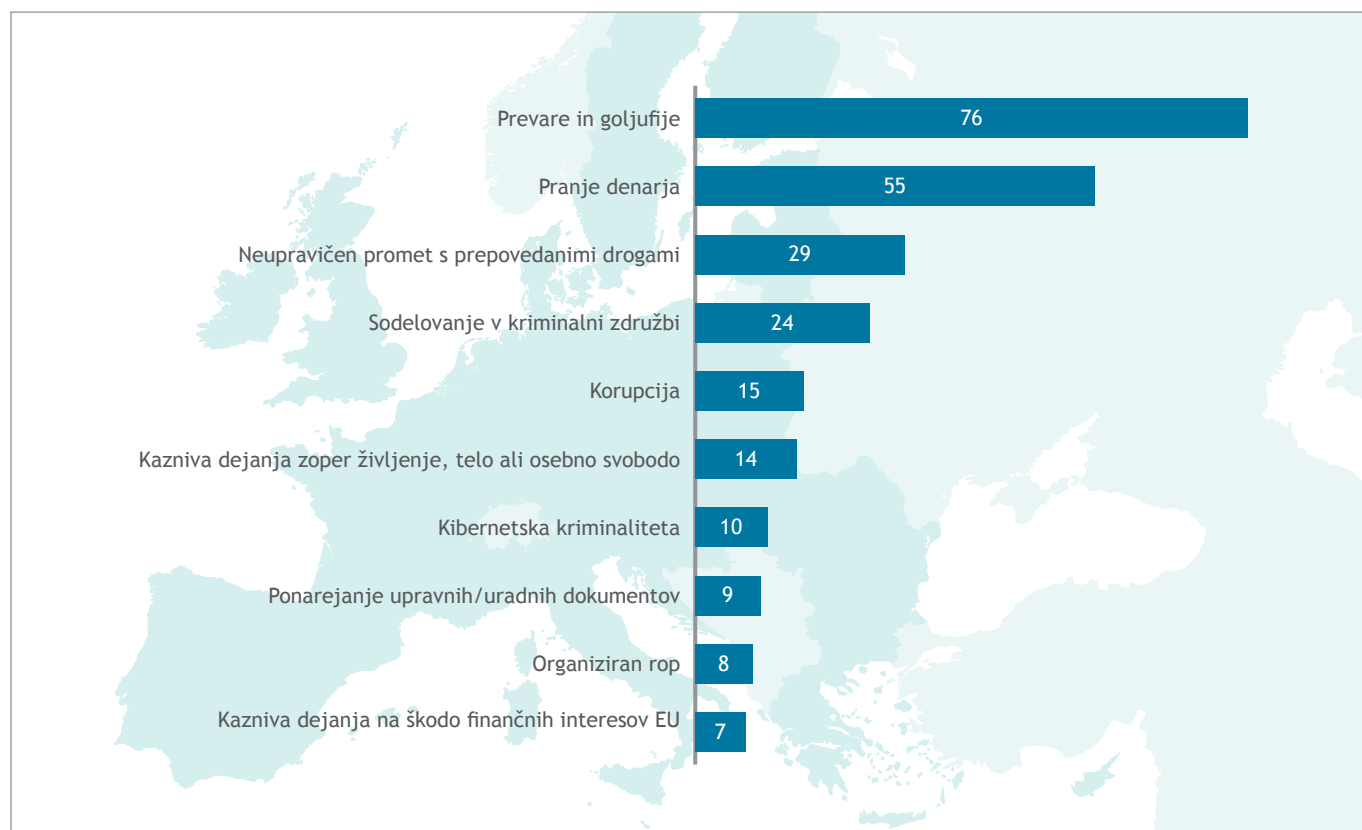 Prevare in goljufije 76
Pranje denarja 55
Neupravičen promet s prepovedanimi drogami 29
Sodelovanje v kriminalni združbi 24
Korupcija 15
Kazniva dejanja zoper življenje, telo ali osebno svobodo 14
Kibernetska kriminaliteta 10
Ponarejanje upravnih/uradnih dokumentov 9
Organiziran rop 8
Kazniva dejanja na škodo finančnih interesov EU 7